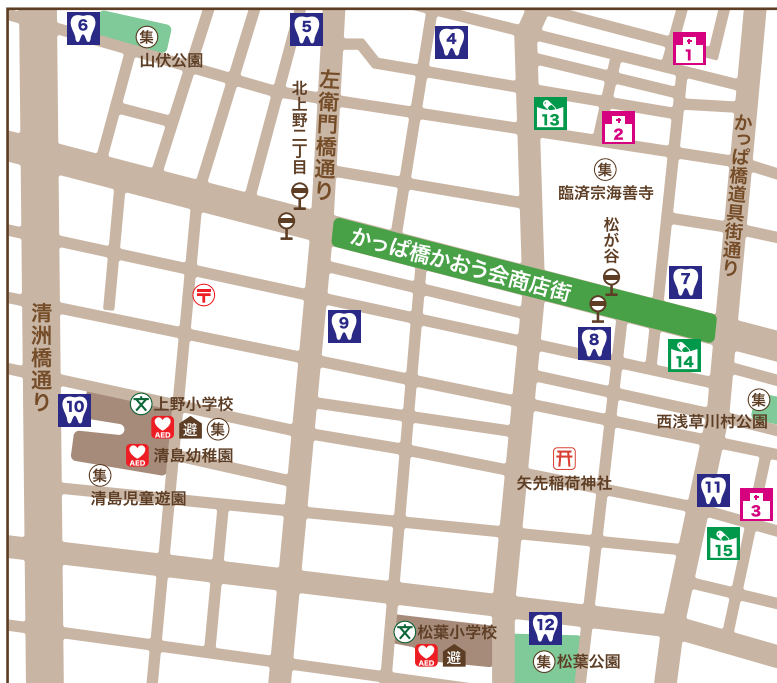 6
集
山伏公園
5
4
1
北上野二丁目
左衛門橋通り
13
2
かっぱ橋道具街通り
集
臨済宗海善寺
松が谷
かっぱ橋かおう会商店街
7
〒
9
8
14
清洲橋通り
10
文
上野小学校
AED
避
集
AED
清島幼稚園
集
清島児童遊園
集
西浅草川村公園
矢先稲荷神社
11
3
15
文
松葉小学校
AED
避
12
集
松葉公園